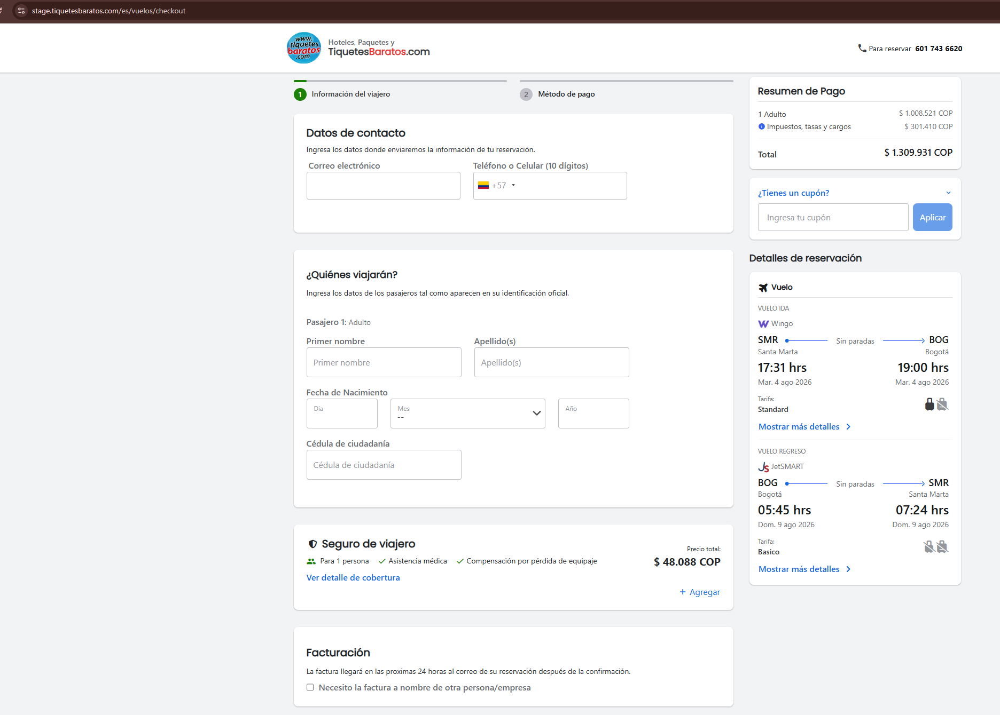 stage.tiquetesbaratos.com/es/vuelos/checkout
www.
tiquetes
baratos
.com
Hoteles, Paquetes y
TiquetesBaratos.com
Para reservar 601 743 6620
1 Información del viajero
2 Método de pago
Datos de contacto
Ingresa los datos donde enviaremos la información de tu reservación.
Correo electrónico
Teléfono o Celular (10 dígitos)
+57
¿Quiénes viajarán?
Ingresa los datos de los pasajeros tal como aparecen en su identificación oficial.
Pasajero 1: Adulto
Primer nombre
Apellido(s)
Primer nombre
Apellido(s)
Fecha de Nacimiento
Dia
Mes
--
Año
Cédula de ciudadanía
Cédula de ciudadanía
Seguro de viajero
Para 1 persona
Asistencia médica
Compensación por pérdida de equipaje
Precio total:
$ 48.088 COP
Ver detalle de cobertura
+ Agregar
Facturación
La factura llegará en las proximas 24 horas al correo de su reservación después de la confirmación.
Necesito la factura a nombre de otra persona/empresa
Resumen de Pago
1 Adulto $ 1.008.521 COP
Impuestos, tasas y cargos $ 301.410 COP
Total $ 1.309.931 COP
¿Tienes un cupón?
Ingresa tu cupón
Aplicar
Detalles de reservación
Vuelo
VUELO IDA
Wingo
SMR Sin paradas BOG
Santa Marta Bogotá
17:31 hrs 19:00 hrs
Mar. 4 ago 2026 Mar. 4 ago 2026
Tarifa:
Standard
Mostrar más detalles
VUELO REGRESO
JS JetSMART
BOG Sin paradas SMR
Bogotá Santa Marta
05:45 hrs 07:24 hrs
Dom. 9 ago 2026 Dom. 9 ago 2026
Tarifa:
Basico
Mostrar más detalles